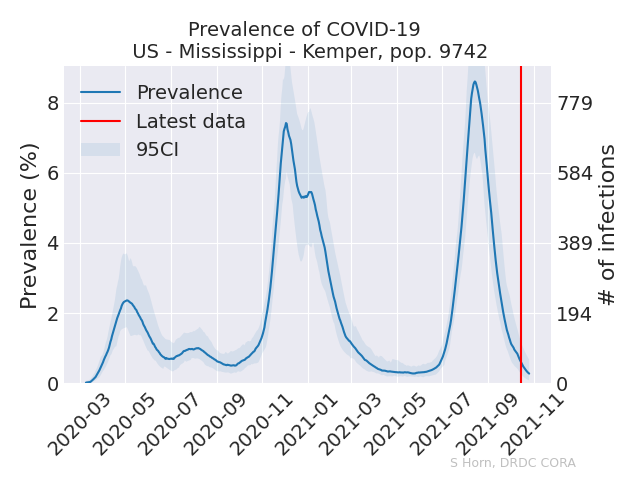 Prevalence of COVID-19
US - Mississippi - Kemper, pop. 9742
Prevalence
Latest data
95CI
Prevalence (%)
8
6
4
2
0
779
584
389
194
0
# of infections
2020-03
2020-05
2020-07
2020-09
2020-11
2021-01
2021-03
2021-05
2021-07
2021-09
2021-11
S Horn, DRDC CORA